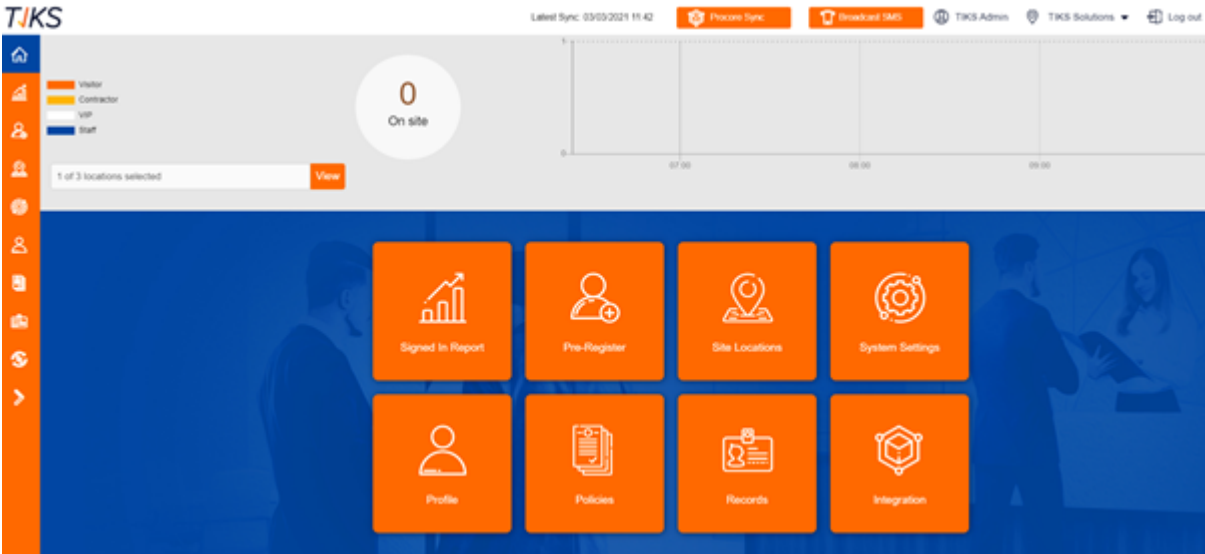 TIKS
Latest Sync: 03/03/2021 11:42
Procore Sync
Broadcast SMS
TIKS Admin
TIKS Solutions
Log out
Visitor
Contractor
VIP
Staff
0
On site
1 of 3 locations selected
View
1
0
07:00
08:00
09:00
Signed In Report
Pre-Register
Site Locations
System Settings
Profile
Policies
Records
Integration